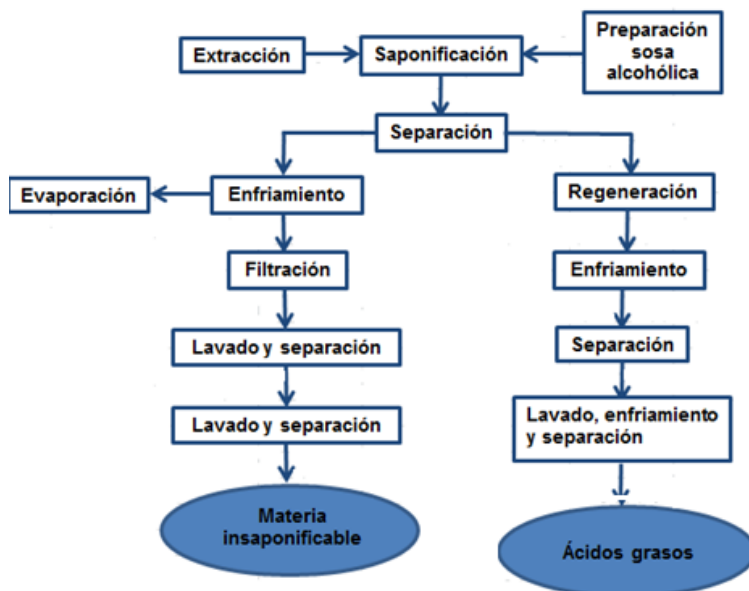 Extracción
Saponificación
Preparación
sosa
alcohólica
Separación
Evaporación
Enfriamiento
Regeneración
Filtración
Enfriamiento
Lavado y separación
Separación
Lavado y separación
Lavado, enfriamiento
y separación
Materia
insaponificable
Ácidos grasos